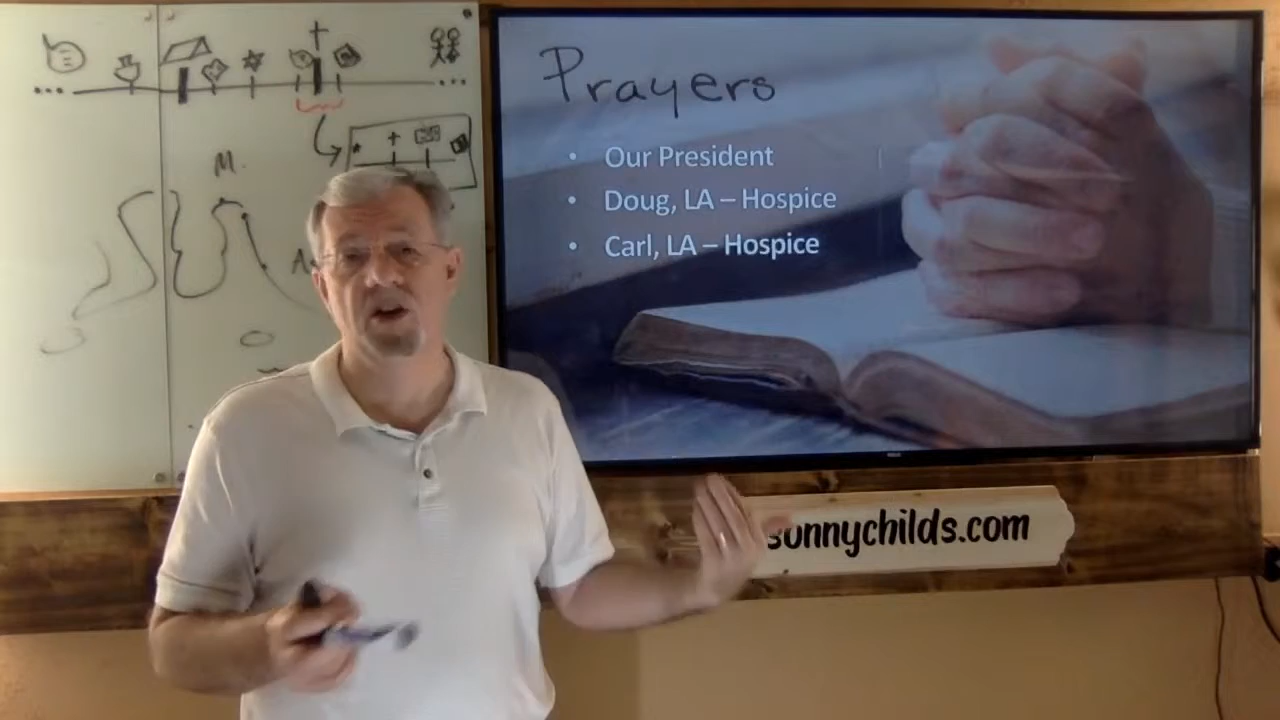 M.
A.
Prayers
• Our President
• Doug, LA – Hospice
• Carl, LA – Hospice
sonnychilds.com